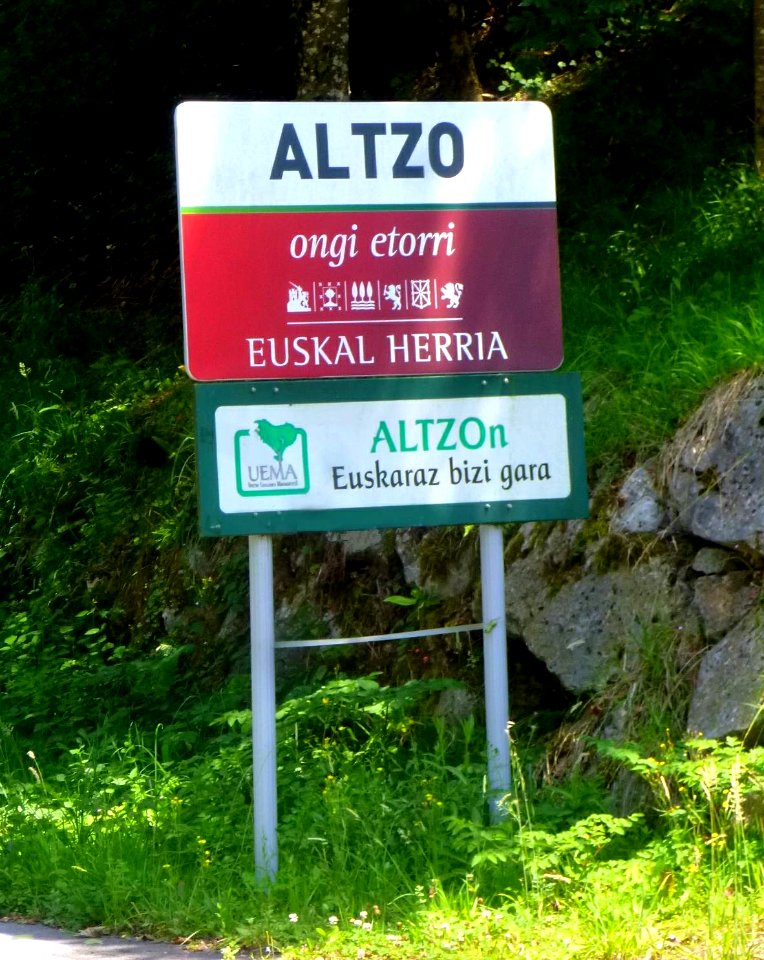 ALTZO
ongi etorri
EUSKAL HERRIA
ALTZOn
Euskaraz bizi gara
UEMA